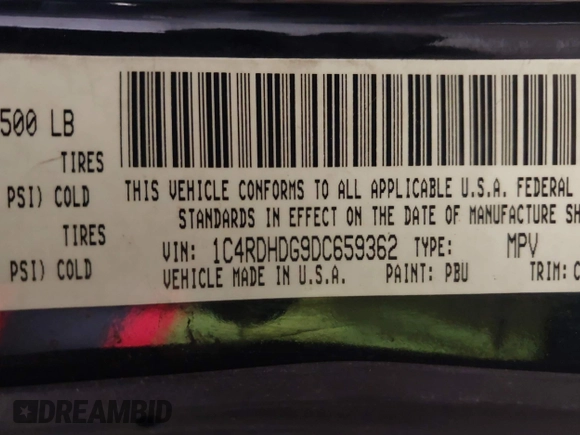 500 LB
TIRES
PSI) COLD
THIS VEHICLE CONFORMS TO ALL APPLICABLE U.S.A. FEDERAL
STANDARDS IN EFFECT ON THE DATE OF MANUFACTURE SH
TIRES
VIN: 1C4RDHDG9DC659362 TYPE: MPV
PSI) COLD
VEHICLE MADE IN U.S.A. PAINT: PBU TRIM: C
DREAMBID